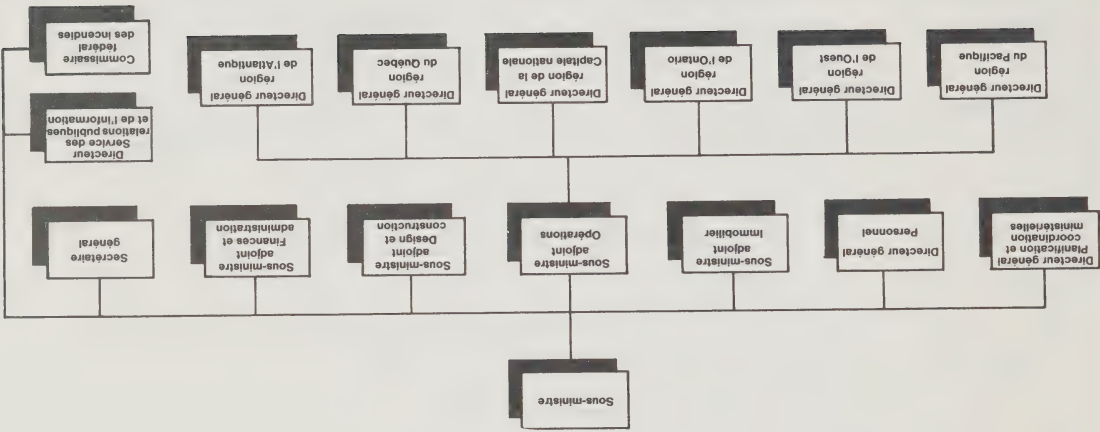 Sous-ministre
Directeur général
Planification et
coordination
ministérielles
Directeur général
Personnel
Sous-ministre
adjoint
Immobilier
Sous-ministre
adjoint
Opérations
Sous-ministre
adjoint
Design et
construction
Sous-ministre
adjoint
Finances et
administration
Secrétaire
général
Directeur
Service des
relations publiques
et de l'information
Directeur général
région
du Pacifique
Directeur général
région
de l'Ouest
Directeur général
région
de l'Ontario
Directeur général
région de la
Capitale nationale
Directeur général
région
du Québec
Directeur général
région
de l'Atlantique
Commissaire
fédéral
des incendies